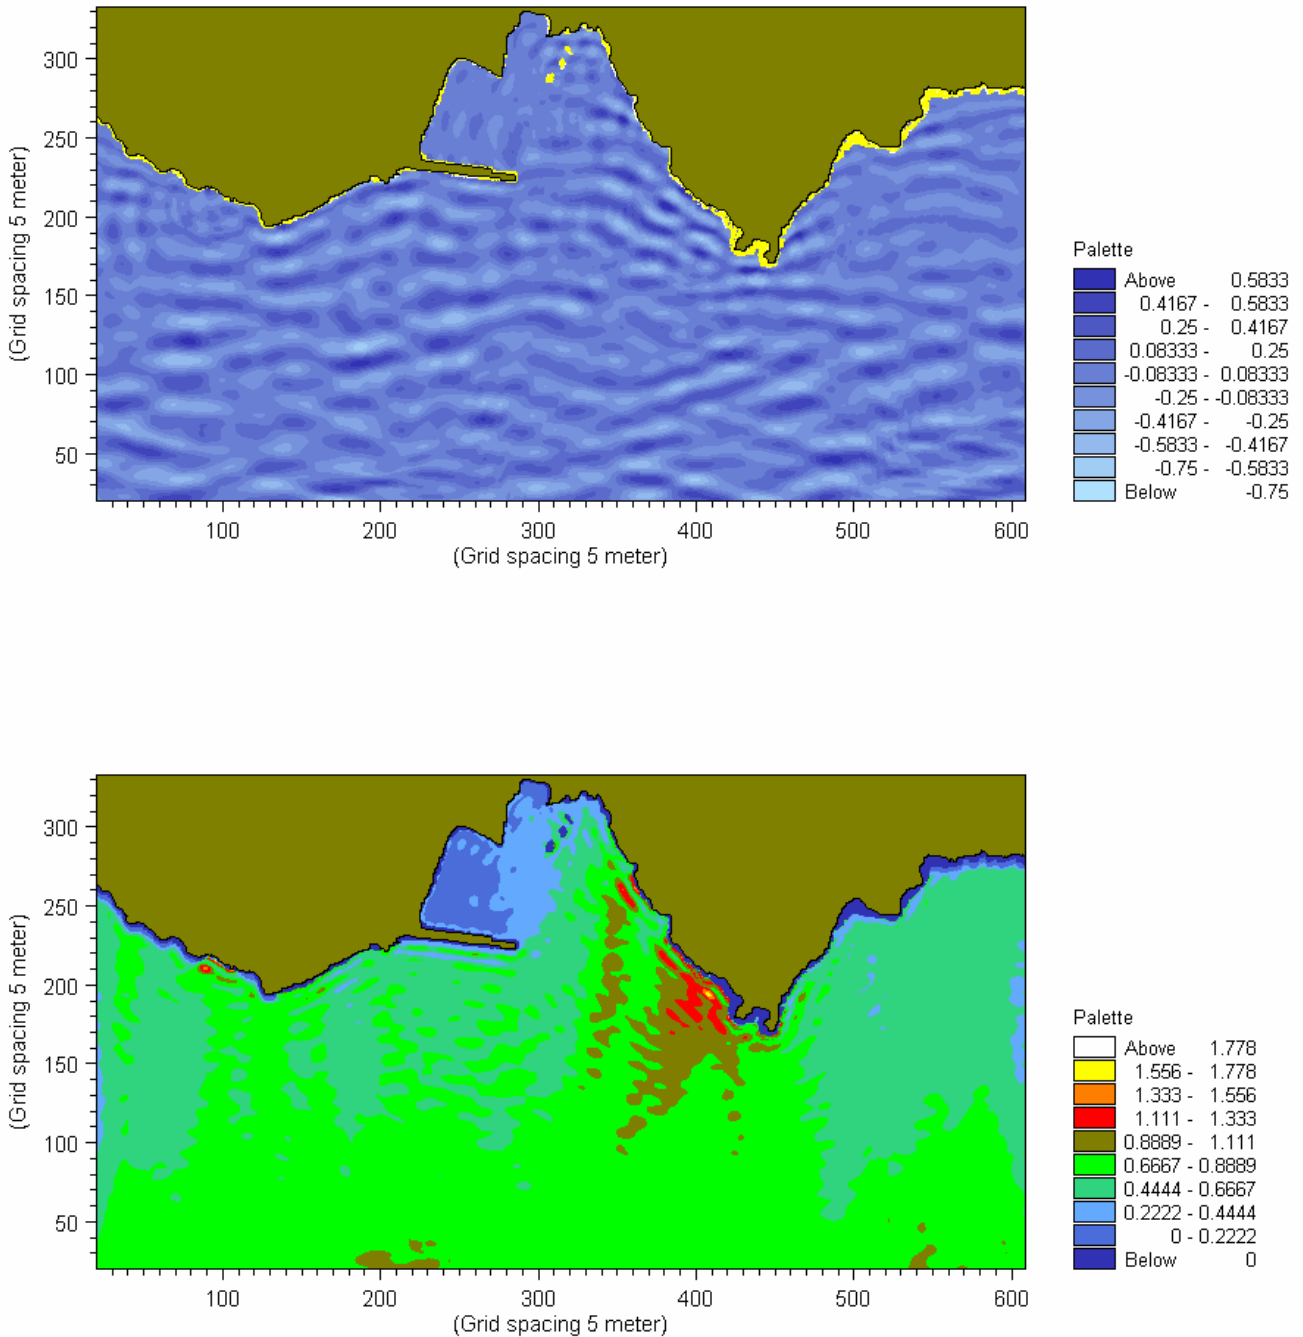 300
250
200
150
100
50
(Grid spacing 5 meter)
100 200 300 400 500 600
(Grid spacing 5 meter)
Palette
Above 0.5833
0.4167 - 0.5833
0.25 - 0.4167
0.08333 - 0.25
-0.08333 - 0.08333
-0.25 - -0.08333
-0.4167 - -0.25
-0.5833 - -0.4167
-0.75 - -0.5833
Below -0.75
300
250
200
150
100
50
(Grid spacing 5 meter)
100 200 300 400 500 600
(Grid spacing 5 meter)
Palette
Above 1.778
1.556 - 1.778
1.333 - 1.556
1.111 - 1.333
0.8889 - 1.111
0.6667 - 0.8889
0.4444 - 0.6667
0.2222 - 0.4444
0 - 0.2222
Below 0